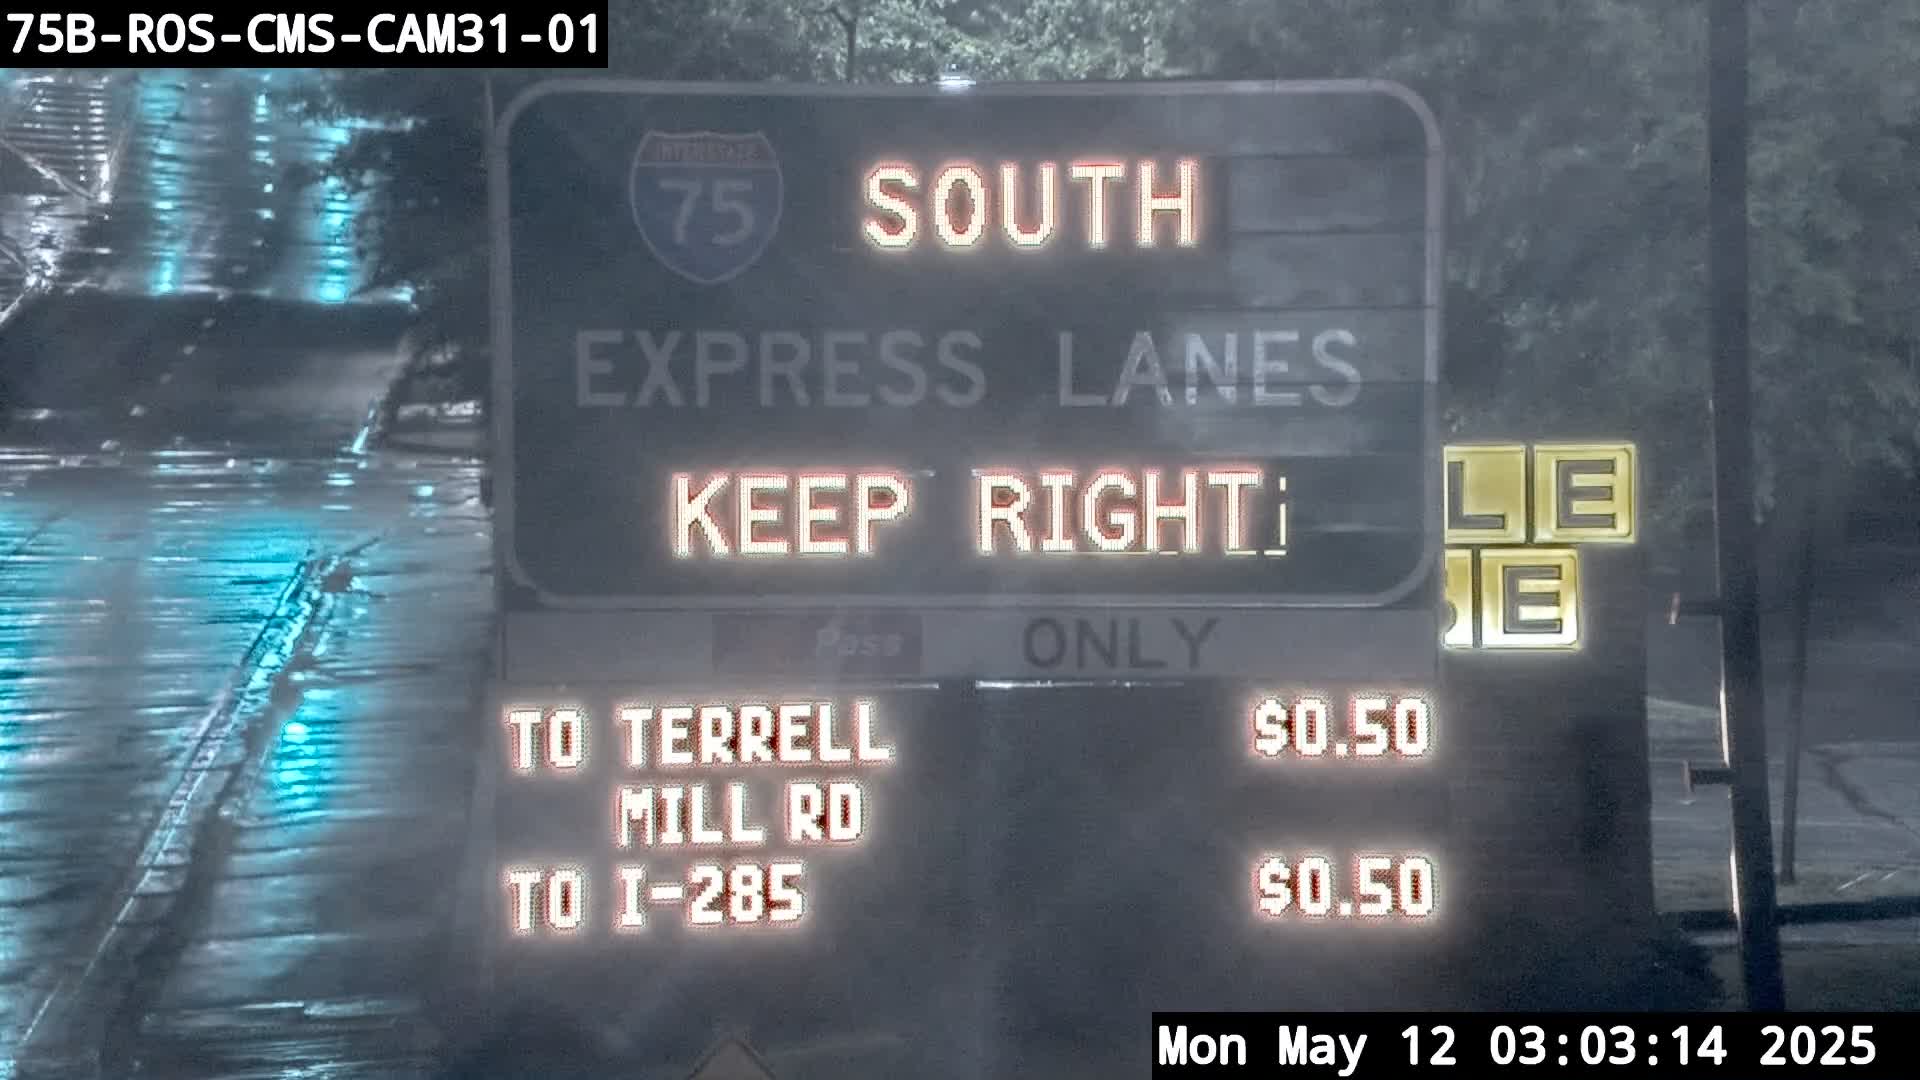 75B-ROS-CMS-CAM31-01
INTERSTATE
75
SOUTH
EXPRESS LANES
KEEP RIGHT
LE
E
Pass ONLY
TO TERRELL $0.50
MILL RD
TO I-285 $0.50
Mon May 12 03:03:14 2025